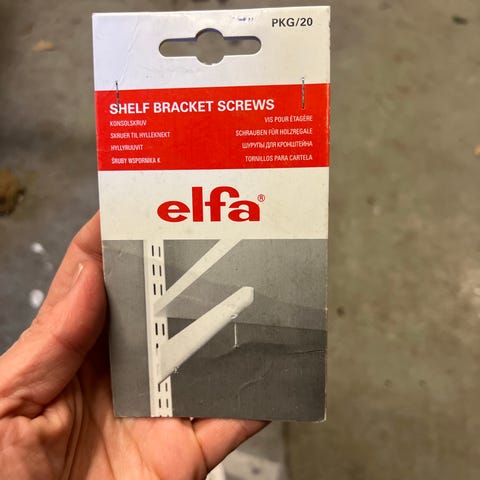 PKG/20
SHELF BRACKET SCREWS
KONSOLSKRUV
SKRUER TIL HYLLEKNEKT
HYLLYRUUVIT
ŚRUBY WSPORNIKA K
VIS POUR ÉTAGÈRE
SCHRAUBEN FÜR HOLZREGALE
ШУРУПЫ ДЛЯ КРОНШТЕЙНА
TORNILLOS PARA CARTELA
elfa®